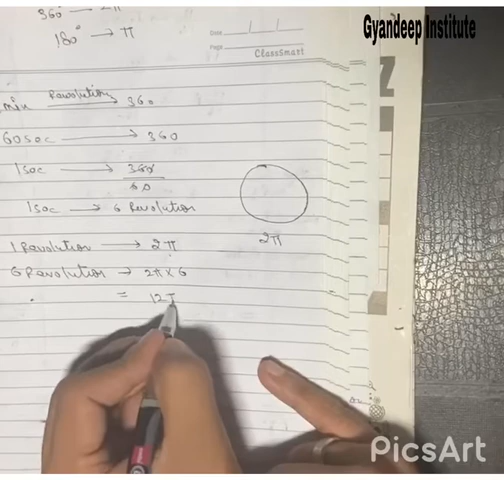 Gyandeep Institute
360° — 2π
180° → π
Date / /
Page
ClassSmart
min Revolution → 360
60 sec → 360
1 sec → 360
60
1 sec → 6 Revolution
1 Revolution → 2π
2π
6 Revolution → 2π × 6
= 12π
PicsArt